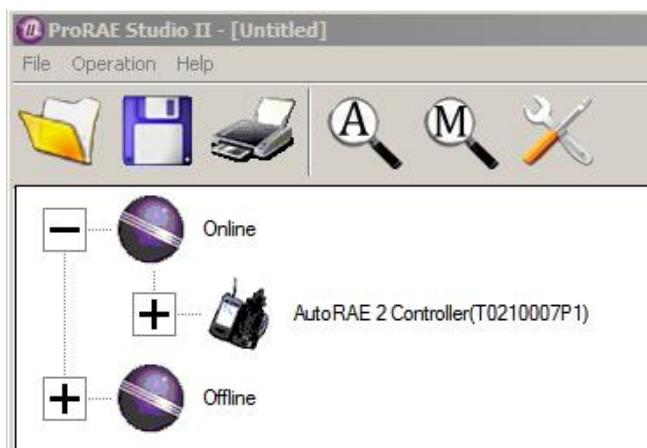 ProRAE Studio II - [Untitled]
File Operation Help
A M
Online
AutoRAE 2 Controller(T0210007P1)
Offline